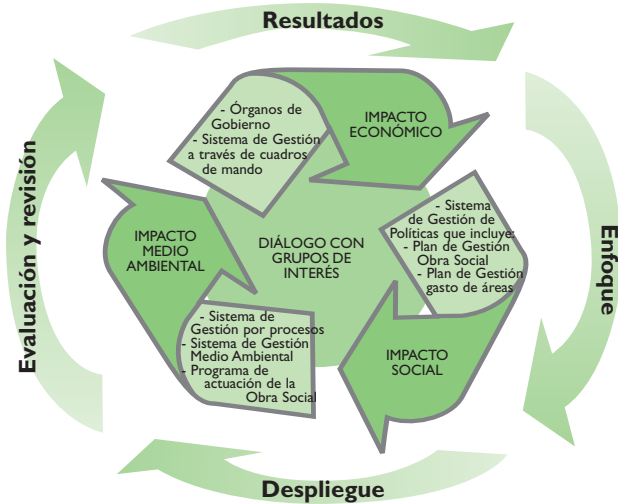 Resultados
- Órganos de
Gobierno
- Sistema de Gestión
a través de cuadros
de mando
IMPACTO
ECONÓMICO
Evaluación y revisión
IMPACTO
MEDIO
AMBIENTAL
DIÁLOGO CON
GRUPOS DE
INTERÉS
- Sistema
de Gestión de
Políticas que incluye:
- Plan de Gestión
Obra Social
- Plan de Gestión
gasto de áreas
Enfoque
- Sistema de
Gestión por procesos
- Sistema de Gestión
Medio Ambiental
- Programa de
actuación de la
Obra Social
IMPACTO
SOCIAL
Despliegue